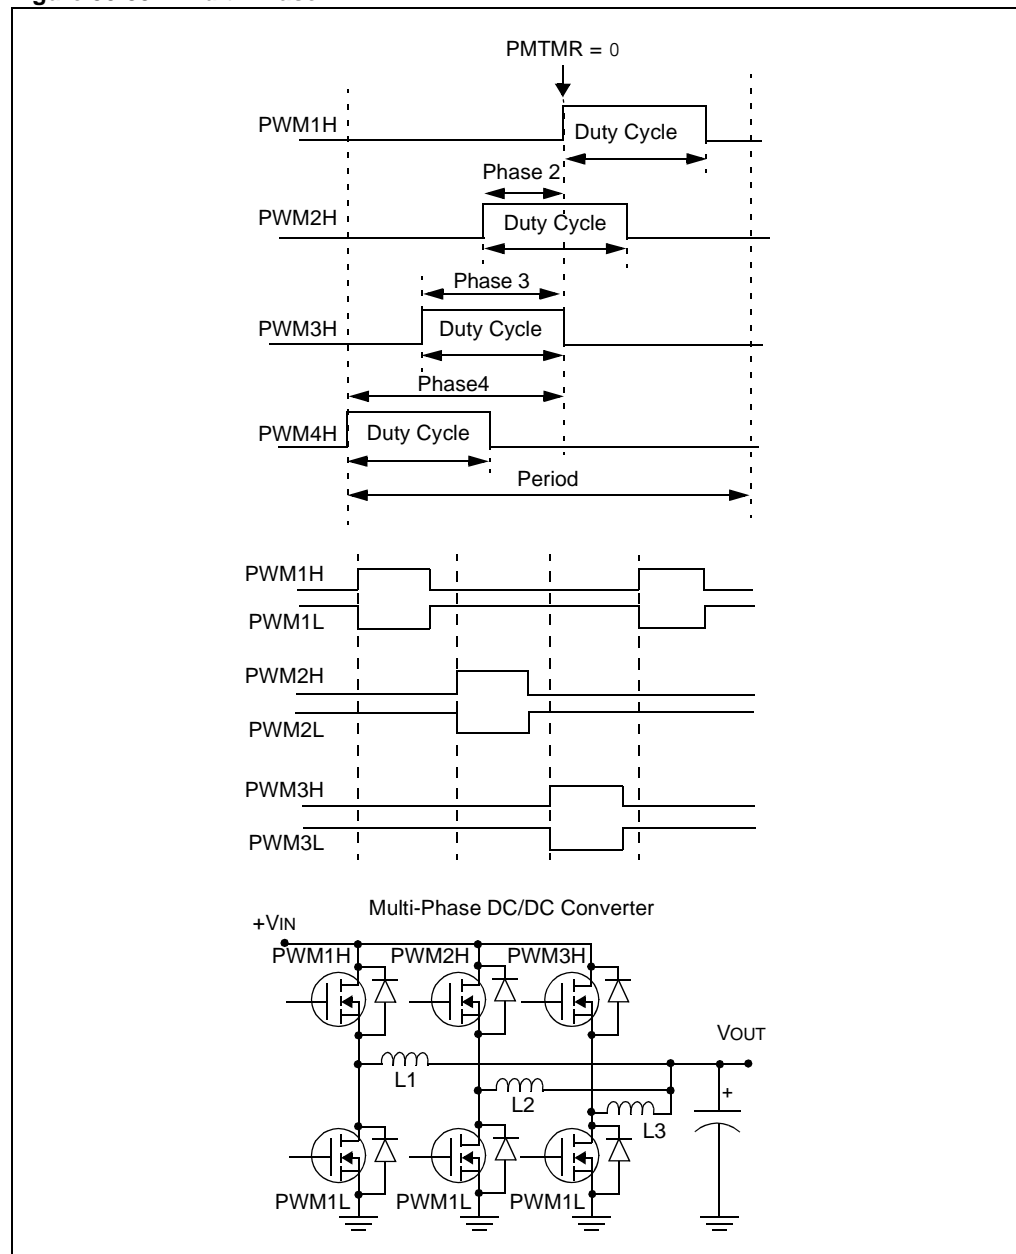 PMTMR = 0
PWM1H
Duty Cycle
Phase 2
PWM2H
Duty Cycle
Phase 3
PWM3H
Duty Cycle
Phase4
PWM4H
Duty Cycle
Period
PWM1H
PWM1L
PWM2H
PWM2L
PWM3H
PWM3L
Multi-Phase DC/DC Converter
+VIN
PWM1H PWM2H PWM3H
VOUT
L1
L2
+
L3
PWM1L PWM1L PWM1L